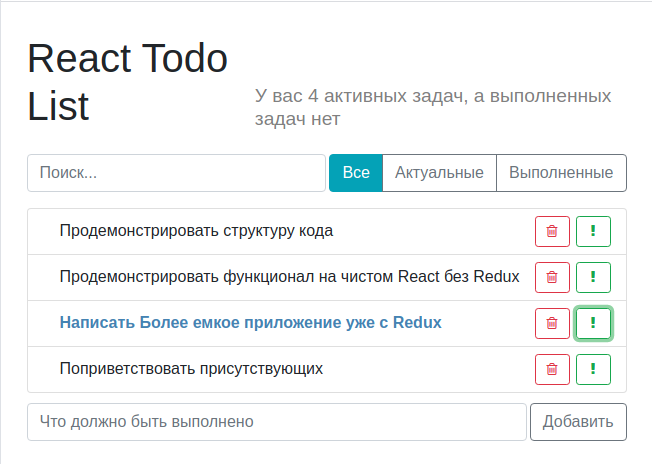 React Todo
List
У вас 4 активных задач, а выполненных
задач нет
Поиск...
Все
Актуальные
Выполненные
Продемонстрировать структуру кода
!
Продемонстрировать функционал на чистом React без Redux
!
Написать Более емкое приложение уже с Redux
!
Поприветствовать присутствующих
!
Что должно быть выполнено
Добавить